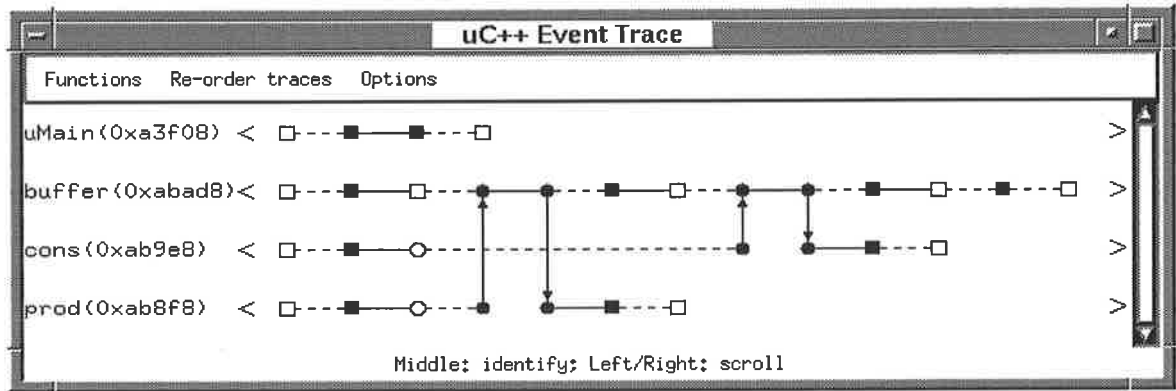 uC++ Event Trace
Functions Re-order traces Options
uMain(0xa3f08) < >
buffer(0xabad8)< >
cons(0xab9e8) < >
prod(0xab8f8) < >
Middle: identify; Left/Right: scroll